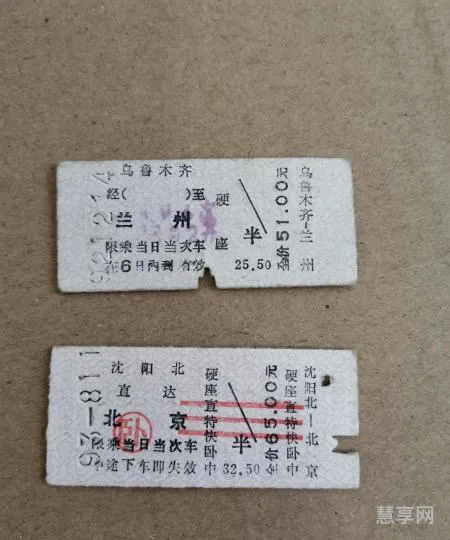 乌鲁木齐
经( )至 硬
兰州
限乘当日当次车 座 半
在6日内到有效 25.50
全价51.00元
乌鲁木齐-兰州
沈阳北 硬座直特快卧中
直达
北京
卧
限乘当日当次车 半
中途下车即失效 32.50
全价65.00元
硬座直特快卧中
沈阳北-北京
慧享网